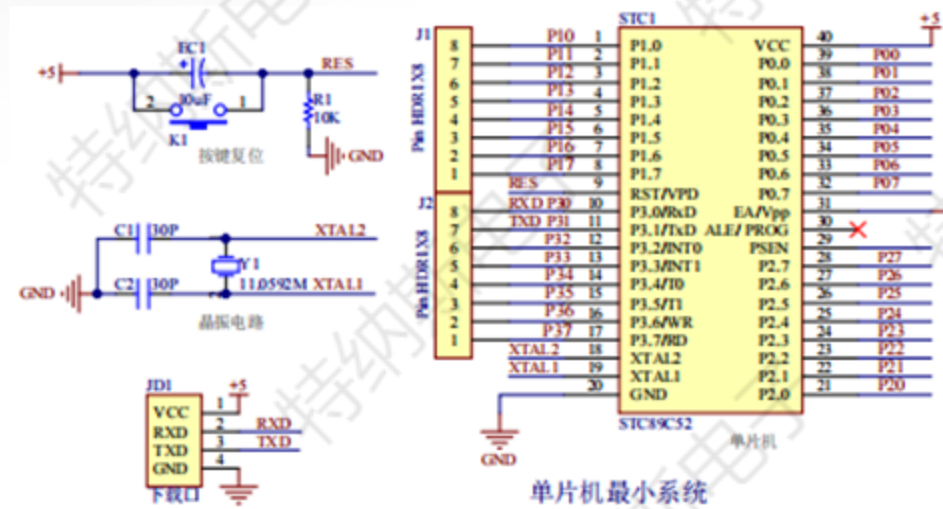 +5
EC1
RES
10uF
2
1
K1
R1
10K
GND
按键复位
C1
30P
XTAL2
Y1
GND
C2
30P
11.0592M
XTAL1
晶振电路
JD1
+5
VCC
1
RXD
2
RXD
TXD
3
TXD
GND
4
下载口
J1
Pin HDR1X8
8
7
6
5
4
3
2
1
J2
Pin HDR1X8
8
7
6
5
4
3
2
1
STC1
+5
P10 1 P1.0 VCC 40
P11 2 P1.1 P0.0 39 P00
P12 3 P1.2 P0.1 38 P01
P13 4 P1.3 P0.2 37 P02
P14 5 P1.4 P0.3 36 P03
P15 6 P1.5 P0.4 35 P04
P16 7 P1.6 P0.5 34 P05
P17 8 P1.7 P0.6 33 P06
RES 9 RST/VPD P0.7 32 P07
RXD P30 10 P3.0/RxD EA/Vpp 31
TXD P31 11 P3.1/TxD ALE/ PROG 30
P32 12 P3.2/INT0 PSEN 29
P33 13 P3.3/INT1 P2.7 28 P27
P34 14 P3.4/T0 P2.6 27 P26
P35 15 P3.5/T1 P2.5 26 P25
P36 16 P3.6/WR P2.4 25 P24
P37 17 P3.7/RD P2.3 24 P23
XTAL2 18 XTAL2 P2.2 23 P22
XTAL1 19 XTAL1 P2.1 22 P21
20 GND P2.0 21 P20
STC89C52
单片机
GND
单片机最小系统
特纳斯电子